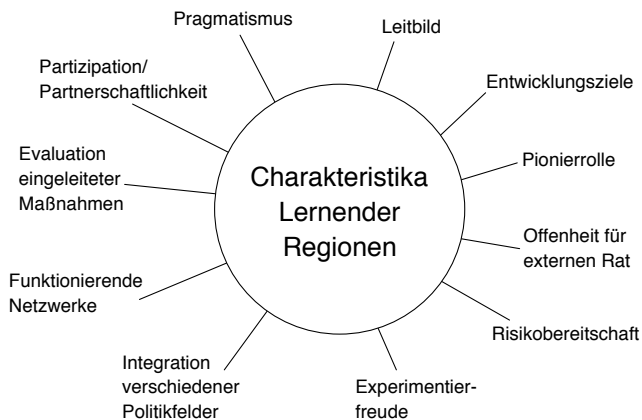 Pragmatismus
Leitbild
Partizipation/
Partnerschaftlichkeit
Entwicklungsziele
Evaluation
eingeleiteter
Maßnahmen
Charakteristika
Lernender
Regionen
Pionierrolle
Offenheit für
externen Rat
Funktionierende
Netzwerke
Risikobereitschaft
Integration
verschiedener
Politikfelder
Experimentier-
freude